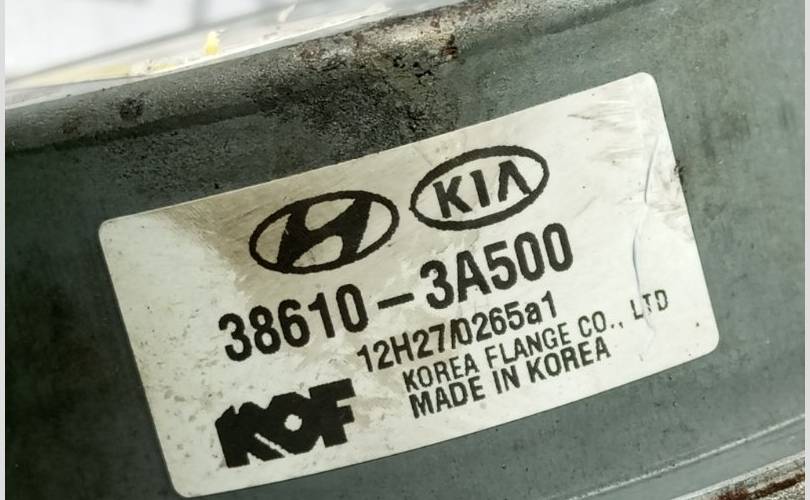 KIA
38610-3A500
12H27/0265a1
KOREA FLANGE CO., LTD
MADE IN KOREA
KOF